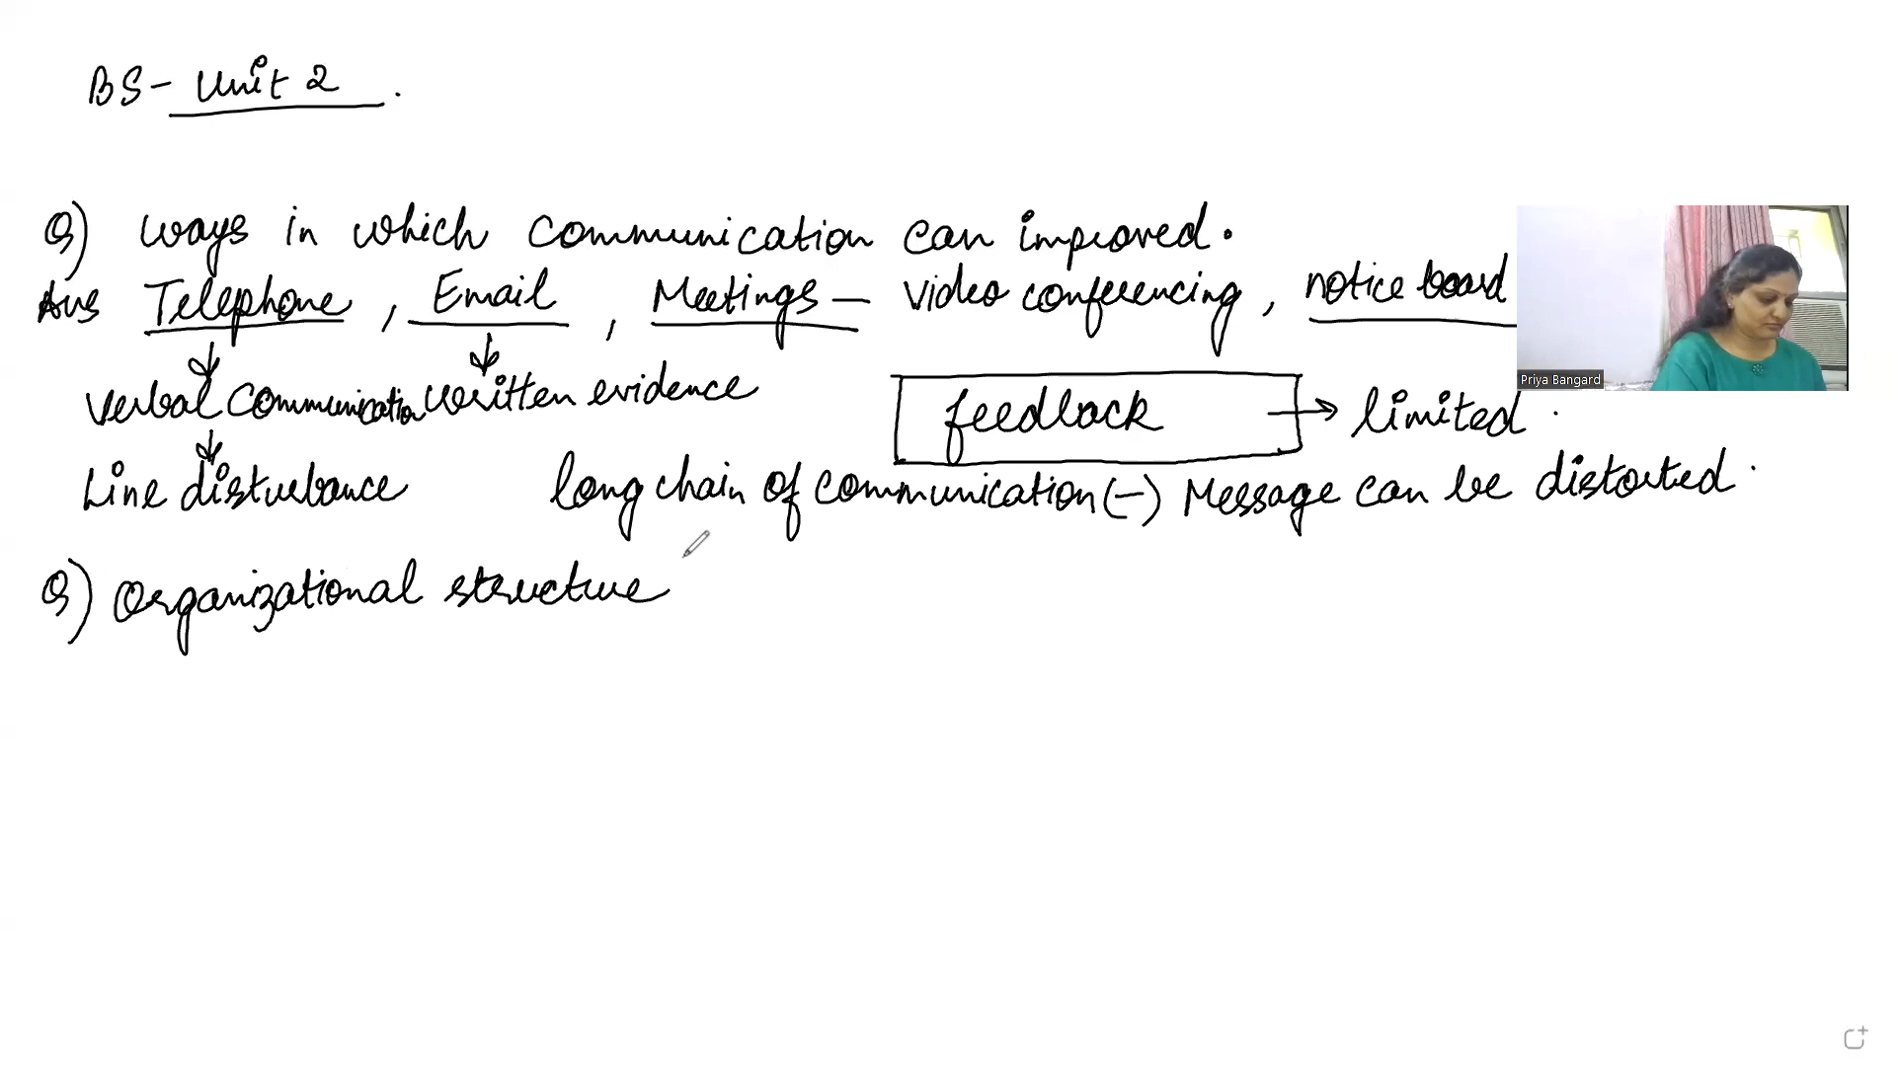 BS- Unit 2 .
Q) Ways in which communication can improved.
Ans Telephone , Email , Meetings - Video conferencing , notice board
Verbal Communication Written evidence
feedback → limited .
Line disturbance
long chain of communication (-) Message can be distorted .
Q) Organizational structure
Priya Bangard